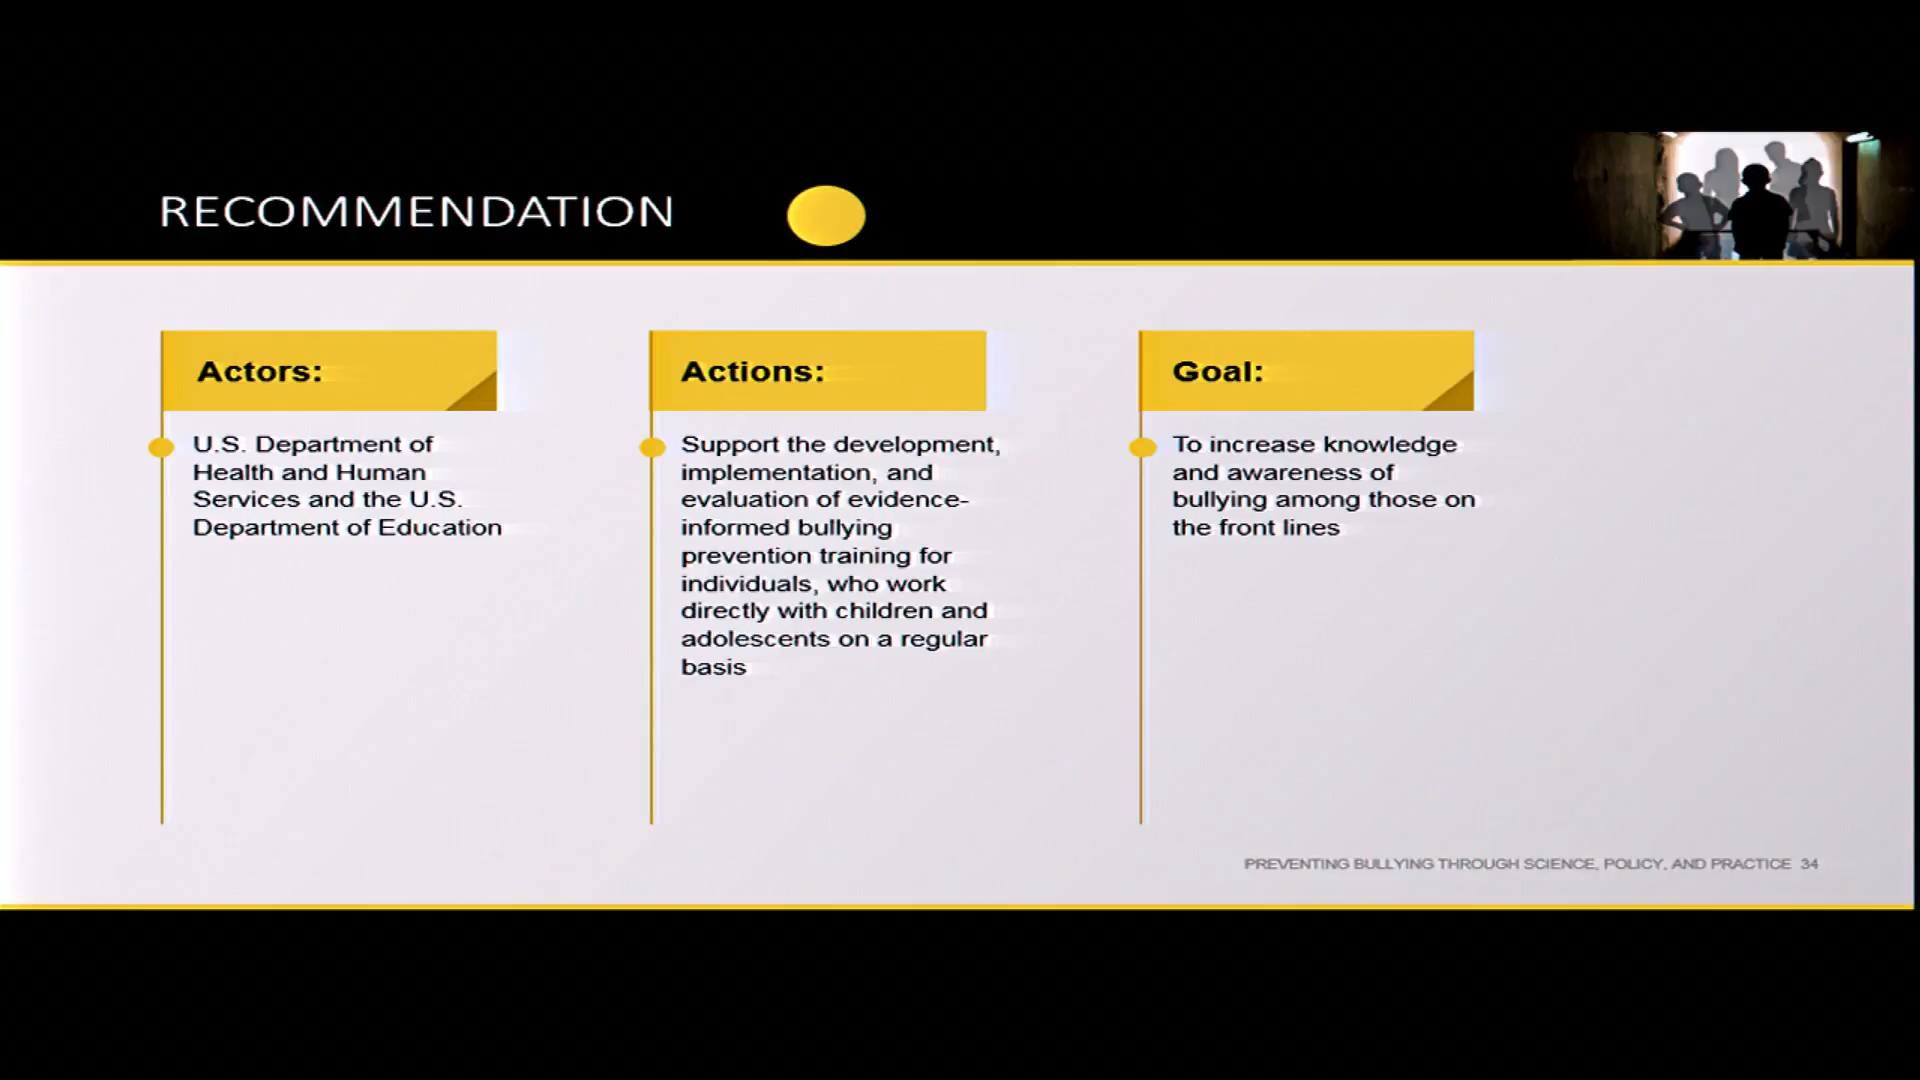 RECOMMENDATION
Actors:
U.S. Department of
Health and Human
Services and the U.S.
Department of Education
Actions:
Support the development,
implementation, and
evaluation of evidence-
informed bullying
prevention training for
individuals, who work
directly with children and
adolescents on a regular
basis
Goal:
To increase knowledge
and awareness of
bullying among those on
the front lines
PREVENTING BULLYING THROUGH SCIENCE, POLICY, AND PRACTICE 34